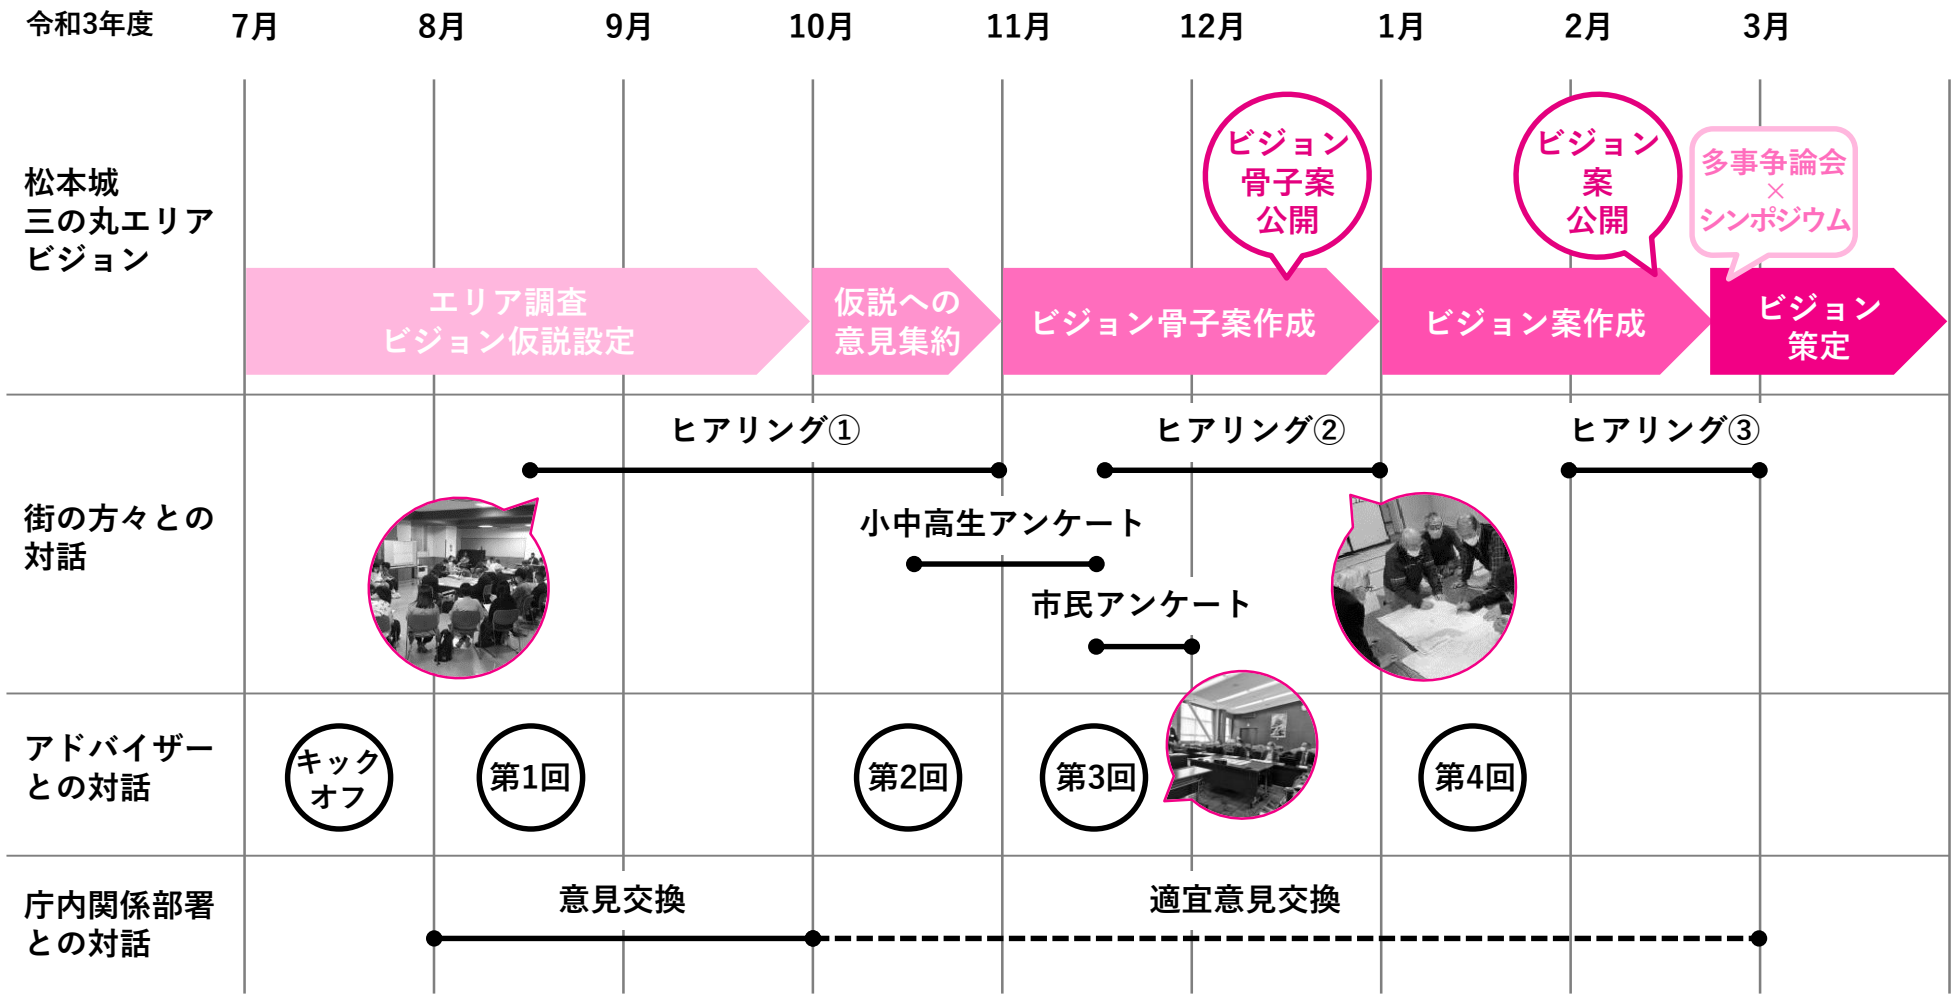 令和3年度
7月
8月
9月
10月
11月
12月
1月
2月
3月
松本城
三の丸エリア
ビジョン
ビジョン
骨子案
公開
ビジョン
案
公開
多事争論会
×
シンポジウム
エリア調査
ビジョン仮説設定
仮説への
意見集約
ビジョン骨子案作成
ビジョン案作成
ビジョン
策定
街の方々との
対話
ヒアリング①
ヒアリング②
ヒアリング③
小中高生アンケート
市民アンケート
アドバイザー
との対話
キック
オフ
第1回
第2回
第3回
第4回
庁内関係部署
との対話
意見交換
適宜意見交換